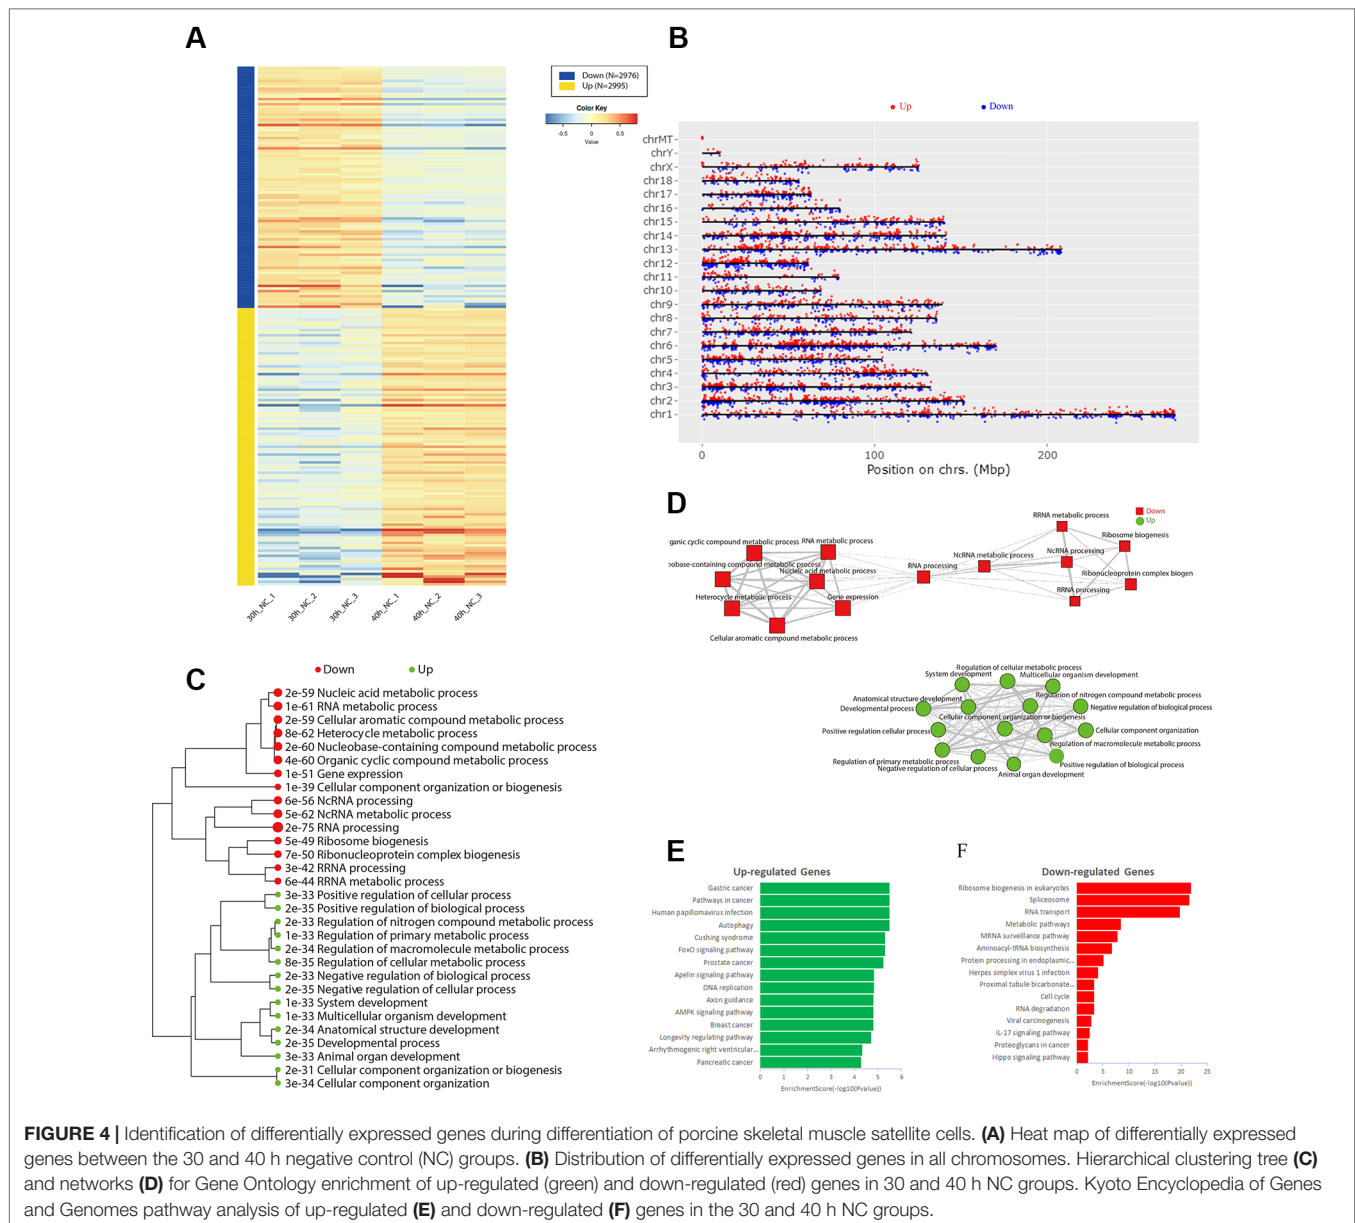 A
Down (N=2976)
Up (N=2995)
Color Key
-0.5 0 0.5
Value
30h_NC_1 30h_NC_2 30h_NC_3 40h_NC_1 40h_NC_2 40h_NC_3
B
Up Down
chrMT
chrY
chrX
chr18
chr17
chr16
chr15
chr14
chr13
chr12
chr11
chr10
chr9
chr8
chr7
chr6
chr5
chr4
chr3
chr2
chr1
0 100 200
Position on chrs. (Mbp)
C
Down Up
2e-59 Nucleic acid metabolic process
1e-61 RNA metabolic process
2e-59 Cellular aromatic compound metabolic process
8e-62 Heterocycle metabolic process
2e-60 Nucleobase-containing compound metabolic process
4e-60 Organic cyclic compound metabolic process
1e-51 Gene expression
1e-39 Cellular component organization or biogenesis
6e-56 NcRNA processing
5e-62 NcRNA metabolic process
2e-75 RNA processing
5e-49 Ribosome biogenesis
7e-50 Ribonucleoprotein complex biogenesis
3e-42 RRNA processing
6e-44 RRNA metabolic process
3e-33 Positive regulation of cellular process
2e-35 Positive regulation of biological process
2e-33 Regulation of nitrogen compound metabolic process
1e-33 Regulation of primary metabolic process
2e-34 Regulation of macromolecule metabolic process
8e-35 Regulation of cellular metabolic process
2e-33 Negative regulation of biological process
2e-35 Negative regulation of cellular process
1e-33 System development
1e-33 Multicellular organism development
2e-34 Anatomical structure development
2e-35 Developmental process
3e-33 Animal organ development
2e-31 Cellular component organization or biogenesis
3e-34 Cellular component organization
D
Down
Up
RRNA metabolic process
Ribosome biogenesis
ganic cyclic compound metabolic process
RNA metabolic process
NcRNA processing
NcRNA metabolic process
eobase-containing compound metabolic process
Nucleic acid metabolic process
RNA processing
Ribonucleoprotein complex biogen
RRNA processing
Heterocycle metabolic process
Gene expression
Cellular aromatic compound metabolic process
Regulation of cellular metabolic process
System development
Multicellular organism development
Anatomical structure development
Regulation of nitrogen compound metabolic process
Developmental process
Negative regulation of biological process
Cellular component organization or biogenesis
Positive regulation cellular process
Cellular component organization
Regulation of macromolecule metabolic process
Regulation of primary metabolic process
Positive regulation of biological process
Negative regulation of cellular process
Animal organ development
E
Up-regulated Genes
Gastric cancer
Pathways in cancer
Human papillomavirus infection
Autophagy
Cushing syndrome
FoxO signaling pathway
Prostate cancer
Apelin signaling pathway
DNA replication
Axon guidance
AMPK signaling pathway
Breast cancer
Longevity regulating pathway
Arrhythmogenic right ventricular...
Pancreatic cancer
0 1 2 3 4 5 6
EnrichmentScore(-log10(Pvalue))
F
Down-regulated Genes
Ribosome biogenesis in eukaryotes
Spliceosome
RNA transport
Metabolic pathways
MRNA surveillance pathway
Aminoacyl-tRNA biosynthesis
Protein processing in endoplasmic...
Herpes simplex virus 1 infection
Proximal tubule bicarbonate...
Cell cycle
RNA degradation
Viral carcinogenesis
IL-17 signaling pathway
Proteoglycans in cancer
Hippo signaling pathway
0 5 10 15 20 25
EnrichmentScore(-log10(Pvalue))
FIGURE 4 | Identification of differentially expressed genes during differentiation of porcine skeletal muscle satellite cells. (A) Heat map of differentially expressed
genes between the 30 and 40 h negative control (NC) groups. (B) Distribution of differentially expressed genes in all chromosomes. Hierarchical clustering tree (C)
and networks (D) for Gene Ontology enrichment of up-regulated (green) and down-regulated (red) genes in 30 and 40 h NC groups. Kyoto Encyclopedia of Genes
and Genomes pathway analysis of up-regulated (E) and down-regulated (F) genes in the 30 and 40 h NC groups.